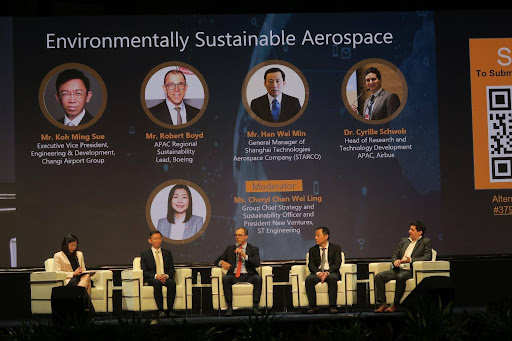 Environmentally Sustainable Aerospace
Mr. Koh Ming Sue
Executive Vice President,
Engineering & Development,
Changi Airport Group
Mr. Robert Boyd
APAC Regional
Sustainability
Lead, Boeing
Mr. Han Wei Min
General Manager of
Shanghai Technologies
Aerospace Company (STARCO)
Dr. Cyrille Schwob
Head of Research and
Technology Development
APAC, Airbus
Moderator
Ms. Cheryl Chan Wei Ling
Group Chief Strategy and
Sustainability Officer and
President New Ventures,
ST Engineering
To Subm
Alter
#379